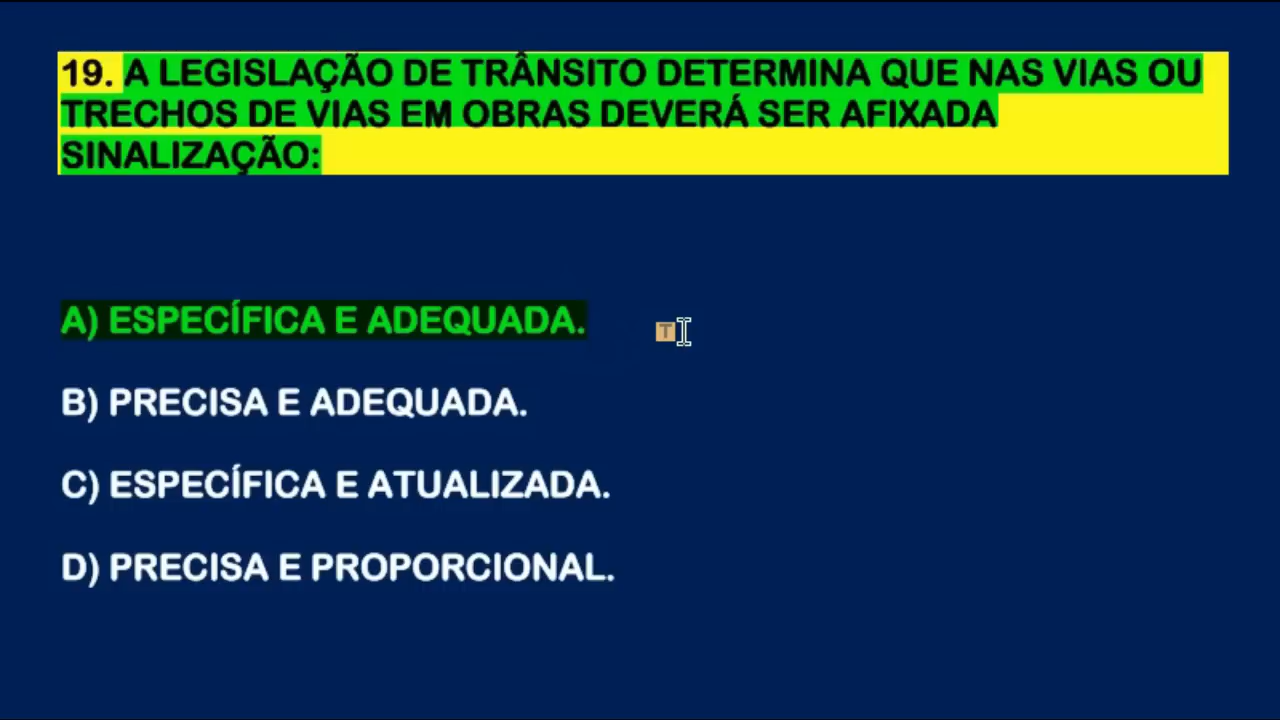 19. A LEGISLAÇÃO DE TRÂNSITO DETERMINA QUE NAS VIAS OU
TRECHOS DE VIAS EM OBRAS DEVERÁ SER AFIXADA
SINALIZAÇÃO:
A) ESPECÍFICA E ADEQUADA.
T
B) PRECISA E ADEQUADA.
C) ESPECÍFICA E ATUALIZADA.
D) PRECISA E PROPORCIONAL.